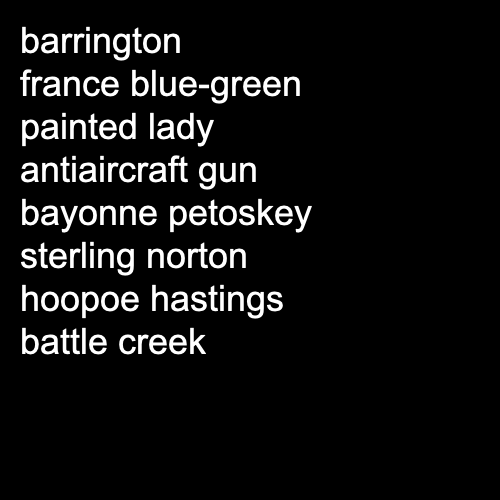 barrington
france blue-green
painted lady
antiaircraft gun
bayonne petoskey
sterling norton
hoopoe hastings
battle creek